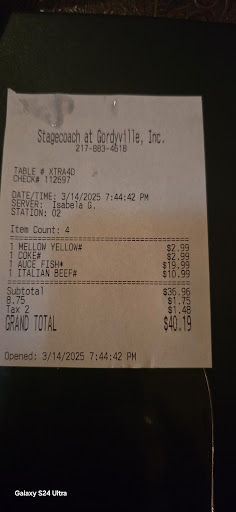 Stagecoach at Gordyville, Inc.
217-883-4618
TABLE # XTRA4D
CHECK# 112697
DATE/TIME: 3/14/2025 7:44:42 PM
SERVER: Isabela G.
STATION: 02
Item Count: 4
1 MELLOW YELLOW# $2.99
1 COKE# $2.99
1 AUCE FISH* $19.99
1 ITALIAN BEEF# $10.99
Subtotal $36.96
8.75 $1.75
Tax 2 $1.48
GRAND TOTAL $40.19
Opened: 3/14/2025 7:44:42 PM
Galaxy S24 Ultra